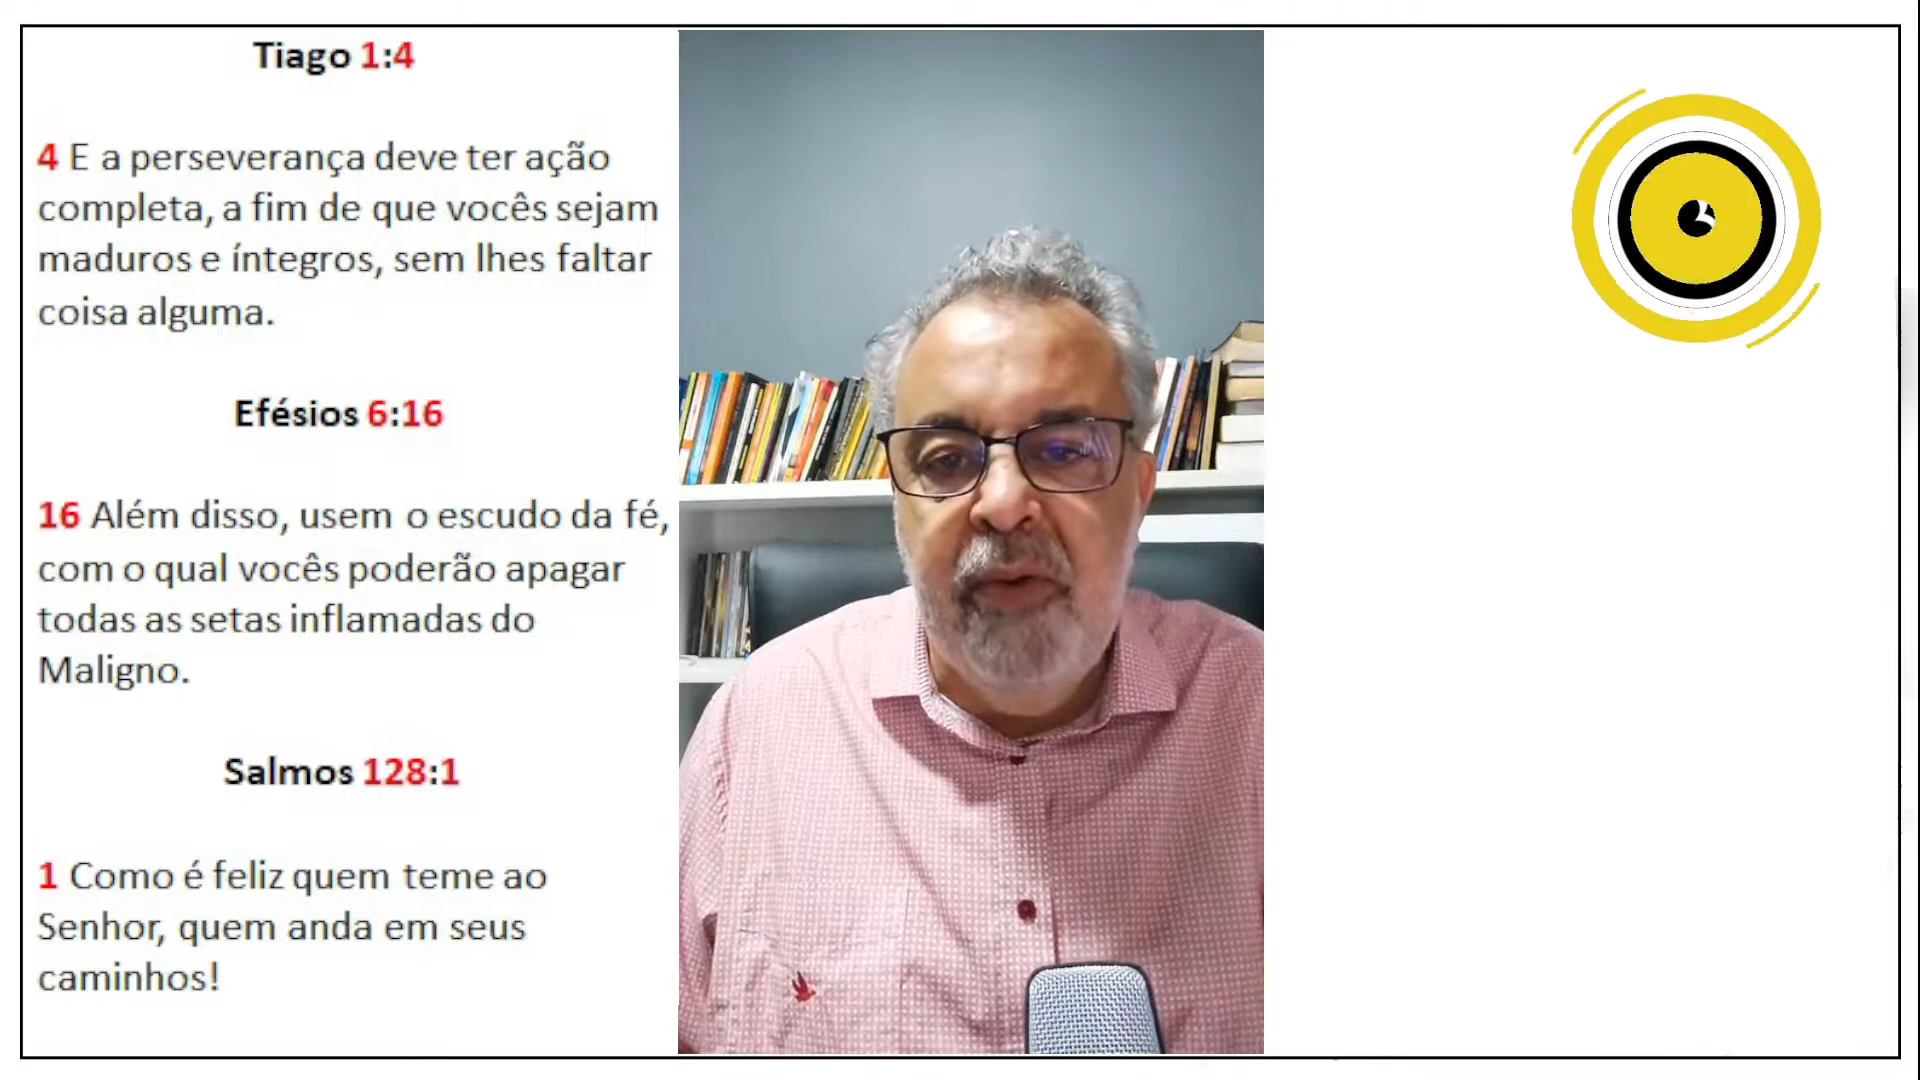 Tiago 1:4
4 E a perseverança deve ter ação
completa, a fim de que vocês sejam
maduros e íntegros, sem lhes faltar
coisa alguma.
Efésios 6:16
16 Além disso, usem o escudo da fé,
com o qual vocês poderão apagar
todas as setas inflamadas do
Maligno.
Salmos 128:1
1 Como é feliz quem teme ao
Senhor, quem anda em seus
caminhos!